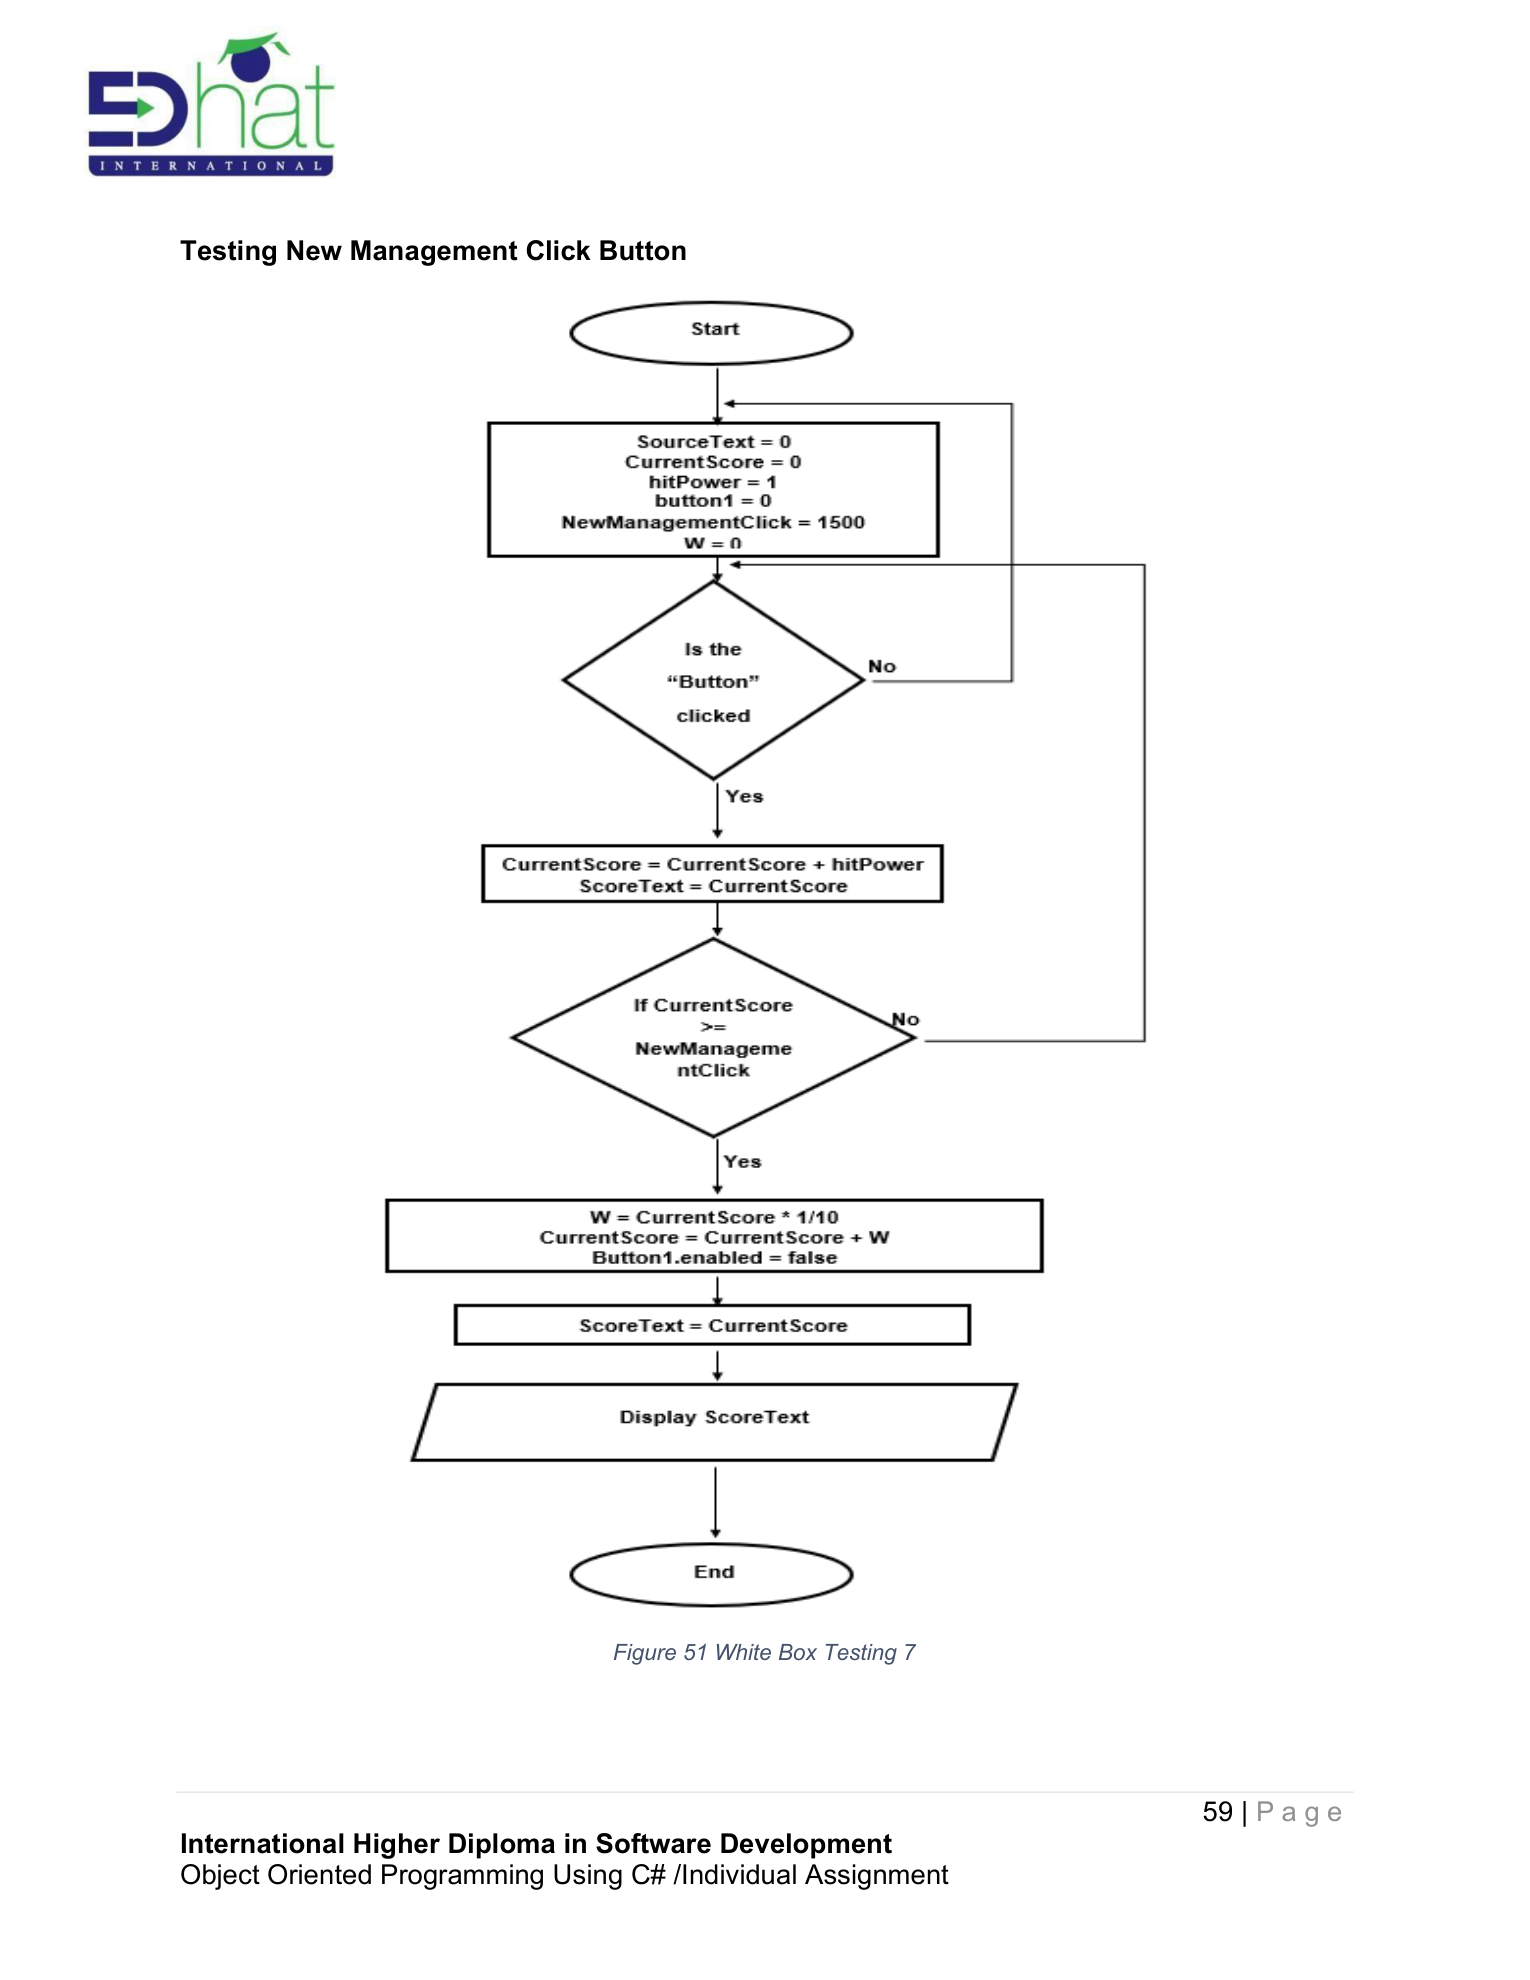 EDhat
INTERNATIONAL
Testing New Management Click Button
Start
SourceText = 0
CurrentScore = 0
hitPower = 1
button1 = 0
NewManagementClick = 1500
W = 0
Is the
“Button”
clicked
No
Yes
CurrentScore = CurrentScore + hitPower
ScoreText = CurrentScore
If CurrentScore
>=
NewManageme
ntClick
No
Yes
W = CurrentScore * 1/10
CurrentScore = CurrentScore + W
Button1.enabled = false
ScoreText = CurrentScore
Display ScoreText
End
Figure 51 White Box Testing 7
59 | Page
International Higher Diploma in Software Development
Object Oriented Programming Using C# /Individual Assignment